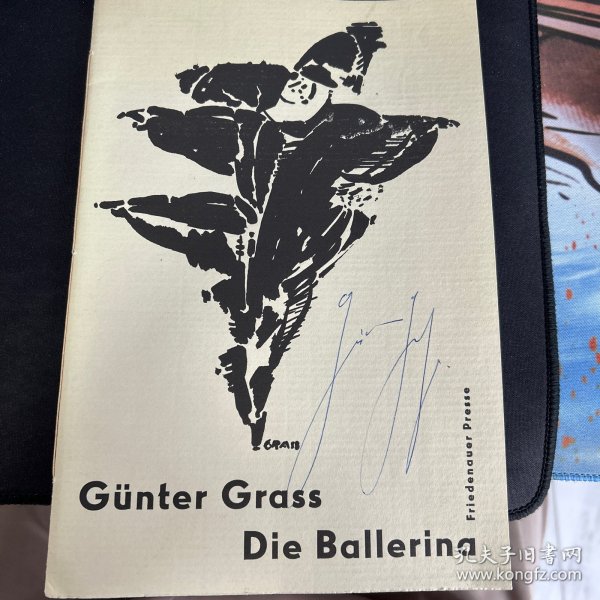 GRASS
Günter Grass
Friedenauer Presse
Die Ballerina
孔夫子旧书网
www.kongfz.com